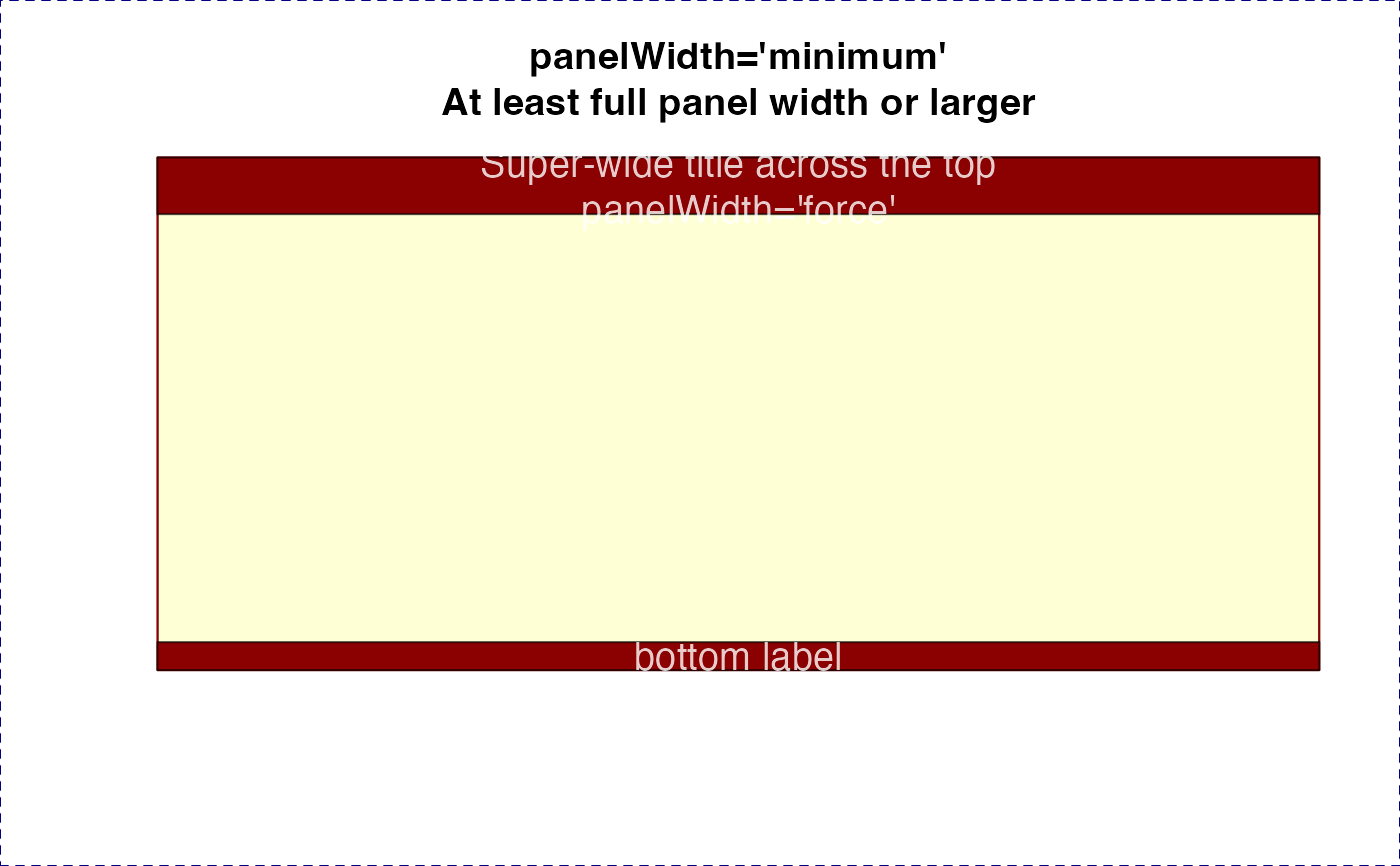 panelWidth='minimum'
At least full panel width or larger
Super-wide title across the top
panelWidth='force'
bottom label